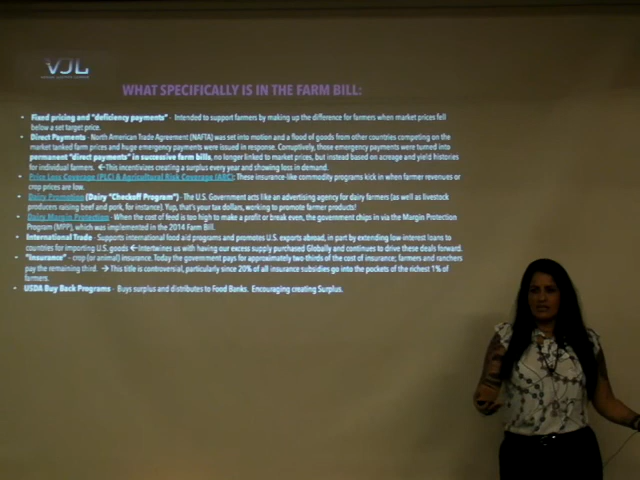 VJL
WHAT SPECIFICALLY IS IN THE FARM BILL:
• Fixed pricing and "deficiency payments" - Intended to support farmers by making up the difference for farmers when market prices fell
below a set target price.
• Direct Payments - North American Trade Agreement (NAFTA) was set into motion and a flood of goods from other countries competing on the
market tanked farm prices and huge emergency payments were issued in response. Corruptively, those emergency payments were turned into
permanent "direct payments" in successive farm bills, no longer linked to market prices, but instead based on acreage and yield histories
for individual farmers. ←This incentivizes creating a surplus every year and showing loss in demand.
• Price Loss Coverage (PLC) & Agricultural Risk Coverage (ARC): These insurance-like commodity programs kick in when farmer revenues or
crop prices are low.
• Dairy Promotion (Dairy "Checkoff Program") - The U.S. Government acts like an advertising agency for dairy farmers (as well as livestock
producers raising beef and pork, for instance). Yup, that's your tax dollars, working to promote farmer products!
• Dairy Margin Protection - When the cost of feed is too high to make a profit or break even, the government chips in via the Margin Protection
Program (MPP), which was implemented in the 2014 Farm Bill.
• International Trade - Supports international food aid programs and promotes U.S. exports abroad, in part by extending low interest loans to
countries for importing U.S. goods ←Intertwines us with having our excess supply purchased Globally and continues to drive these deals forward.
• "Insurance" – crop (or animal) insurance. Today the government pays for approximately two thirds of the cost of insurance; farmers and ranchers
pay the remaining third. → This title is controversial, particularly since 20% of all insurance subsidies go into the pockets of the richest 1% of
farmers.
• USDA Buy Back Programs - Buys surplus and distributes to Food Banks. Encouraging creating Surplus.